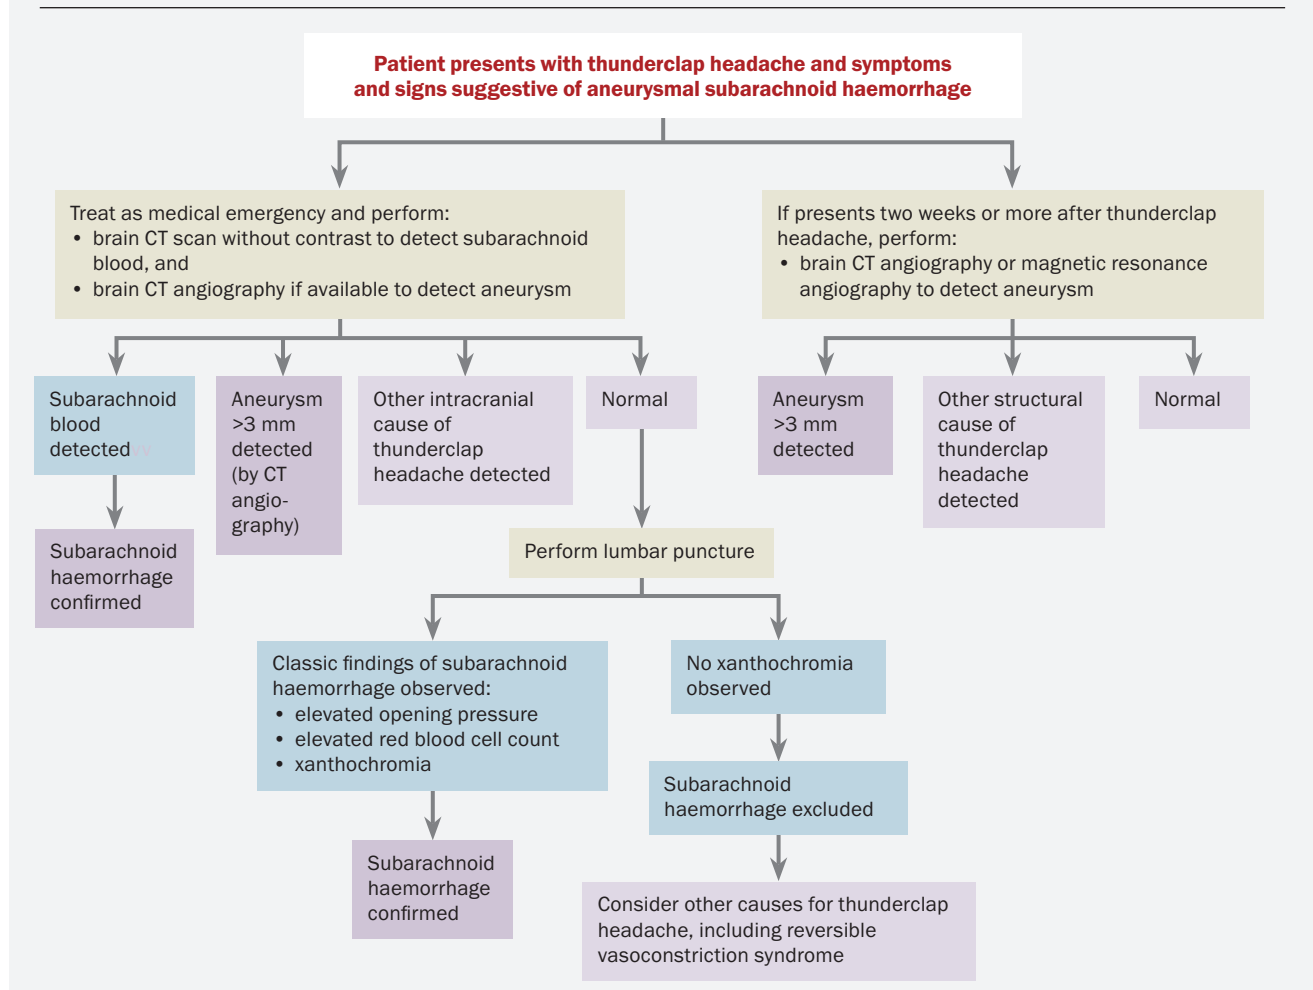 Patient presents with thunderclap headache and symptoms
and signs suggestive of aneurysmal subarachnoid haemorrhage
Treat as medical emergency and perform:
• brain CT scan without contrast to detect subarachnoid
blood, and
• brain CT angiography if available to detect aneurysm
If presents two weeks or more after thunderclap
headache, perform:
• brain CT angiography or magnetic resonance
angiography to detect aneurysm
Subarachnoid
blood
detected
Aneurysm
>3 mm
detected
(by CT
angio-
graphy)
Other intracranial
cause of
thunderclap
headache detected
Normal
Aneurysm
>3 mm
detected
Other structural
cause of
thunderclap
headache
detected
Normal
Subarachnoid
haemorrhage
confirmed
Perform lumbar puncture
Classic findings of subarachnoid
haemorrhage observed:
• elevated opening pressure
• elevated red blood cell count
• xanthochromia
No xanthochromia
observed
Subarachnoid
haemorrhage excluded
Subarachnoid
haemorrhage
confirmed
Consider other causes for thunderclap
headache, including reversible
vasoconstriction syndrome